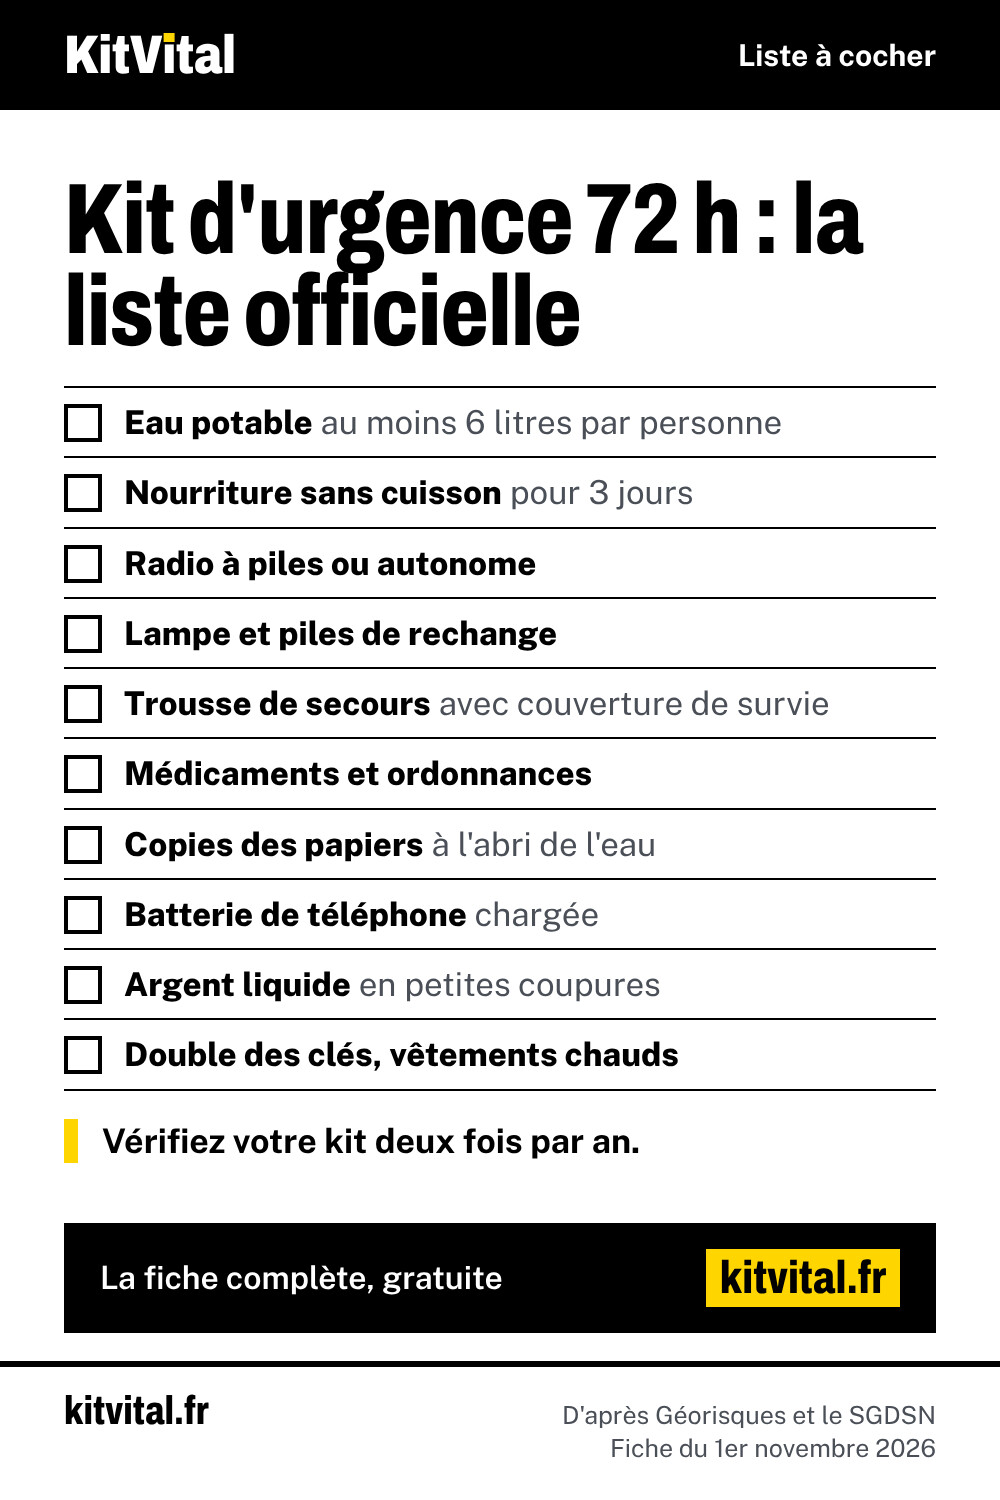 KitVital
Liste à cocher
Kit d'urgence 72 h : la
liste officielle
Eau potable au moins 6 litres par personne
Nourriture sans cuisson pour 3 jours
Radio à piles ou autonome
Lampe et piles de rechange
Trousse de secours avec couverture de survie
Médicaments et ordonnances
Copies des papiers à l'abri de l'eau
Batterie de téléphone chargée
Argent liquide en petites coupures
Double des clés, vêtements chauds
Vérifiez votre kit deux fois par an.
La fiche complète, gratuite
kitvital.fr
kitvital.fr
D'après Géorisques et le SGDSN
Fiche du 1er novembre 2026